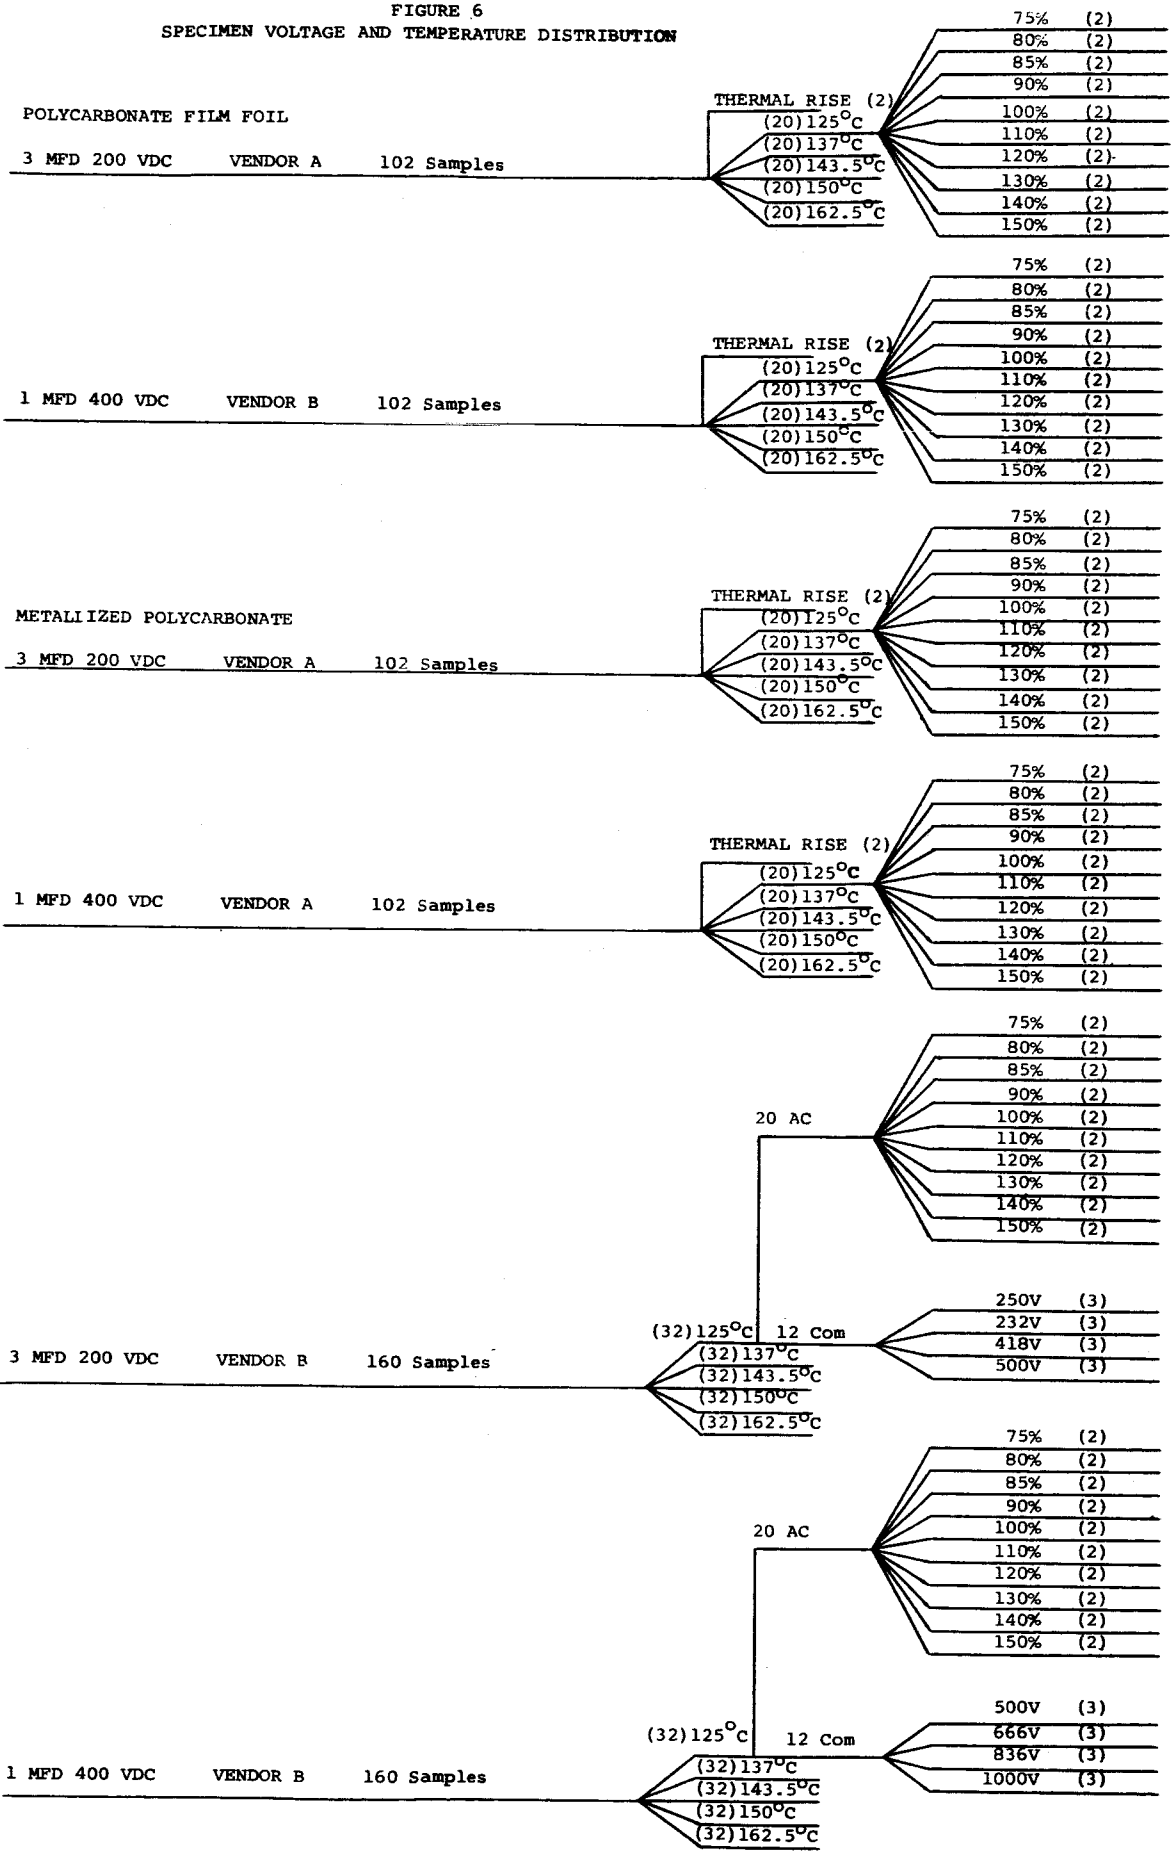 FIGURE 6
SPECIMEN VOLTAGE AND TEMPERATURE DISTRIBUTION
POLYCARBONATE FILM FOIL
3 MFD 200 VDC VENDOR A 102 Samples
THERMAL RISE (2)
(20)125°C
(20)137°C
(20)143.5°C
(20)150°C
(20)162.5°C
75% (2)
80% (2)
85% (2)
90% (2)
100% (2)
110% (2)
120% (2)
130% (2)
140% (2)
150% (2)
1 MFD 400 VDC VENDOR B 102 Samples
THERMAL RISE (2)
(20)125°C
(20)137°C
(20)143.5°C
(20)150°C
(20)162.5°C
75% (2)
80% (2)
85% (2)
90% (2)
100% (2)
110% (2)
120% (2)
130% (2)
140% (2)
150% (2)
METALLIZED POLYCARBONATE
3 MFD 200 VDC VENDOR A 102 Samples
THERMAL RISE (2)
(20)125°C
(20)137°C
(20)143.5°C
(20)150°C
(20)162.5°C
75% (2)
80% (2)
85% (2)
90% (2)
100% (2)
110% (2)
120% (2)
130% (2)
140% (2)
150% (2)
1 MFD 400 VDC VENDOR A 102 Samples
THERMAL RISE (2)
(20)125°C
(20)137°C
(20)143.5°C
(20)150°C
(20)162.5°C
75% (2)
80% (2)
85% (2)
90% (2)
100% (2)
110% (2)
120% (2)
130% (2)
140% (2)
150% (2)
3 MFD 200 VDC VENDOR B 160 Samples
(32)125°C 12 Com
(32)137°C
(32)143.5°C
(32)150°C
(32)162.5°C
20 AC
75% (2)
80% (2)
85% (2)
90% (2)
100% (2)
110% (2)
120% (2)
130% (2)
140% (2)
150% (2)
250V (3)
232V (3)
418V (3)
500V (3)
1 MFD 400 VDC VENDOR B 160 Samples
(32)125°C 12 Com
(32)137°C
(32)143.5°C
(32)150°C
(32)162.5°C
20 AC
75% (2)
80% (2)
85% (2)
90% (2)
100% (2)
110% (2)
120% (2)
130% (2)
140% (2)
150% (2)
500V (3)
666V (3)
836V (3)
1000V (3)